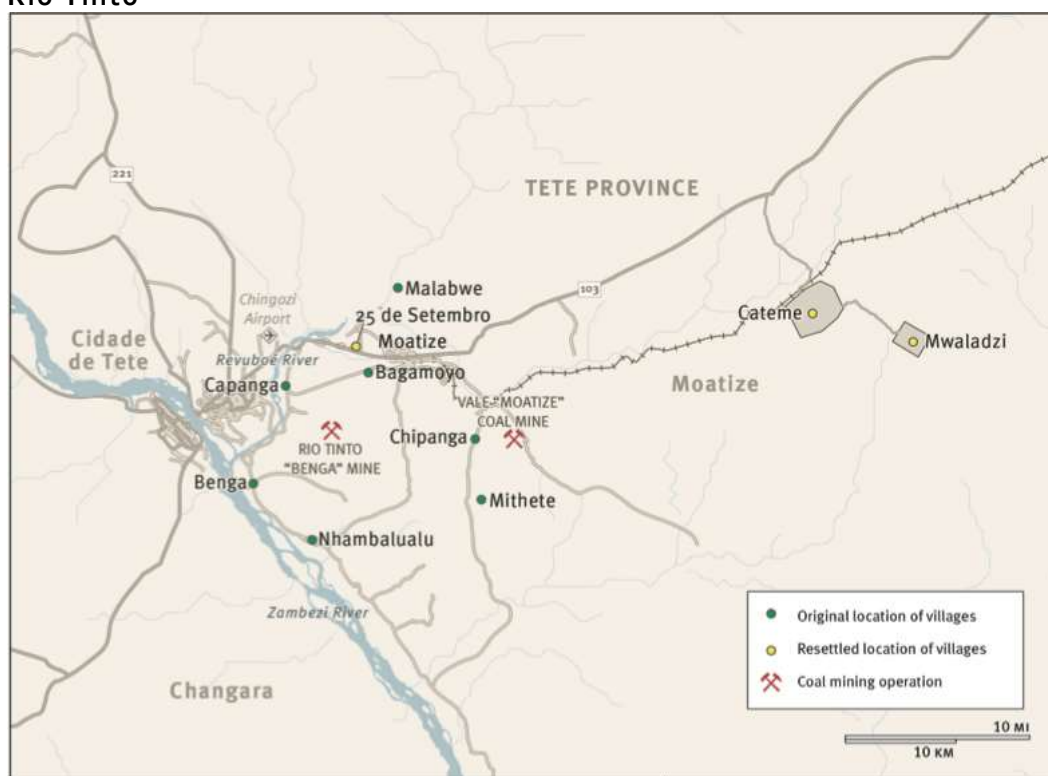 Rio Tinto
221
TETE PROVINCE
Malabwe
103
Chingozi
Airport
25 de Setembro
Cateme
Cidade
de Tete
Moatize
Mwaladzi
Revuboé River
Bagamoyo
Capanga
Moatize
"VALE-"MOATIZE"
COAL MINE
Chipanga
RIO TINTO
"BENGA" MINE
Benga
Mithete
Nhambalualu
Zambezi River
Original location of villages
Resettled location of villages
Coal mining operation
Changara
10 MI
10 KM